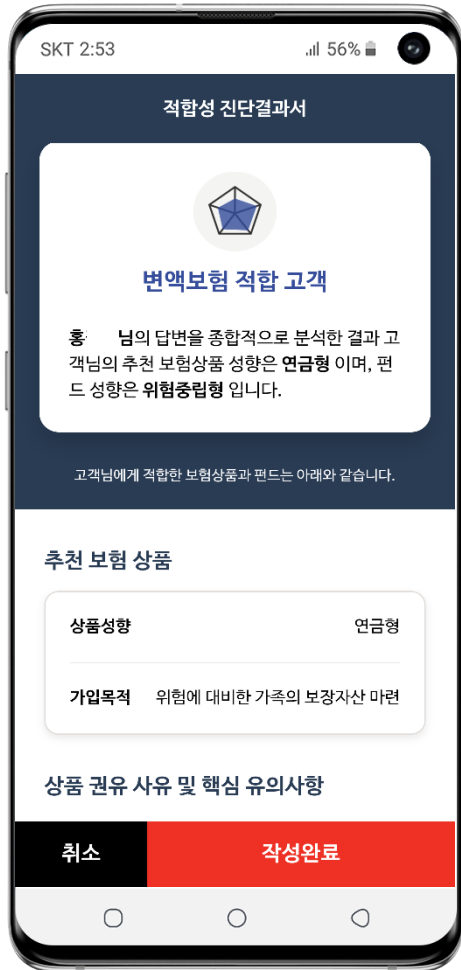 SKT 2:53
56%
적합성 진단결과서
변액보험 적합 고객
홍 님의 답변을 종합적으로 분석한 결과 고
객님의 추천 보험상품 성향은 연금형 이며, 펀
드 성향은 위험중립형 입니다.
고객님에게 적합한 보험상품과 펀드는 아래와 같습니다.
추천 보험 상품
상품성향 연금형
가입목적 위험에 대비한 가족의 보장자산 마련
상품 권유 사유 및 핵심 유의사항
취소 작성완료